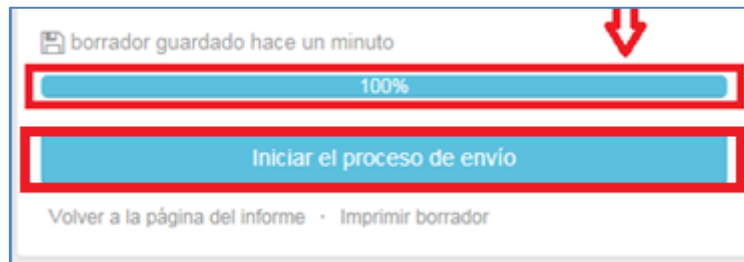 borrador guardado hace un minuto
100%
Iniciar el proceso de envío
Volver a la página del informe · Imprimir borrador